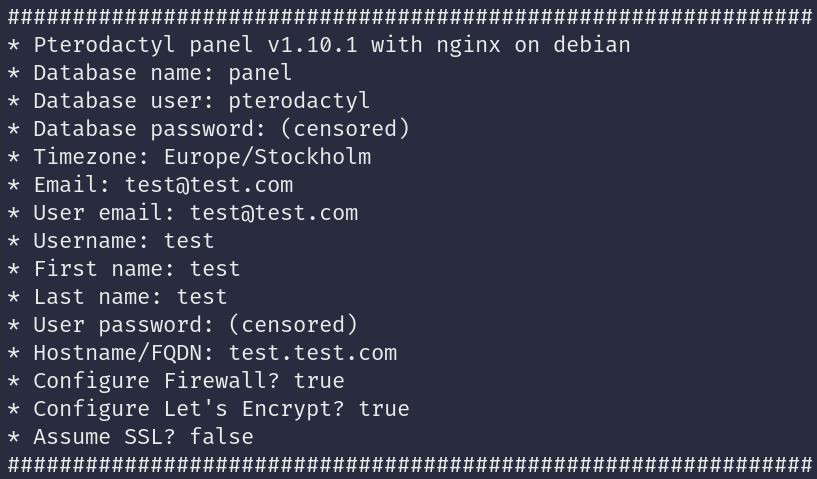 ##############################################################
* Pterodactyl panel v1.10.1 with nginx on debian
* Database name: panel
* Database user: pterodactyl
* Database password: (censored)
* Timezone: Europe/Stockholm
* Email: test@test.com
* User email: test@test.com
* Username: test
* First name: test
* Last name: test
* User password: (censored)
* Hostname/FQDN: test.test.com
* Configure Firewall? true
* Configure Let's Encrypt? true
* Assume SSL? false
##############################################################